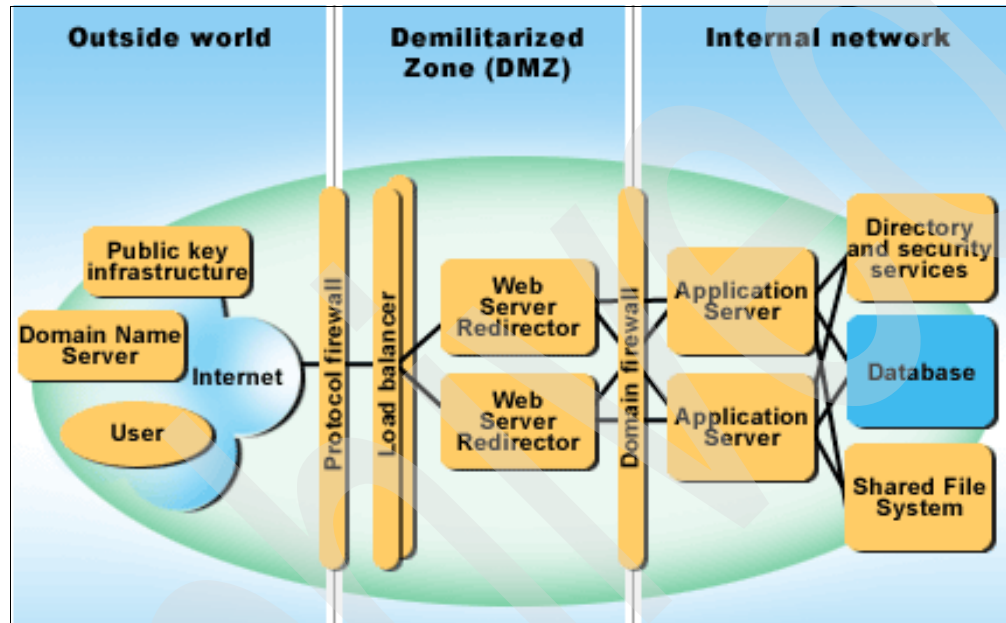 Outside world
Demilitarized
Zone (DMZ)
Internal network
Public key
infrastructure
Domain Name
Server
Internet
User
Protocol firewall
Load balancer
Web
Server
Redirector
Web
Server
Redirector
Domain firewall
Application
Server
Application
Server
Directory
and security
services
Database
Shared File
System